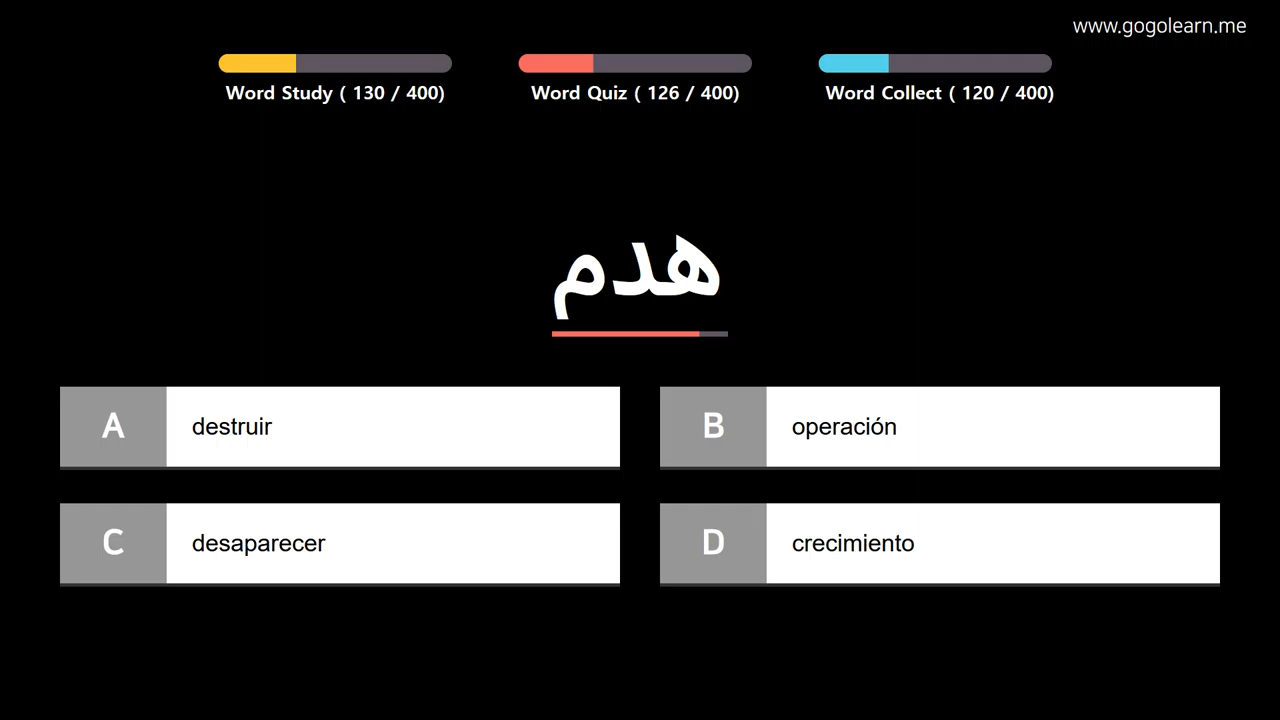 www.gogolearn.me
Word Study ( 130 / 400)
Word Quiz ( 126 / 400)
Word Collect ( 120 / 400)
هدم
A destruir
B operación
C desaparecer
D crecimiento